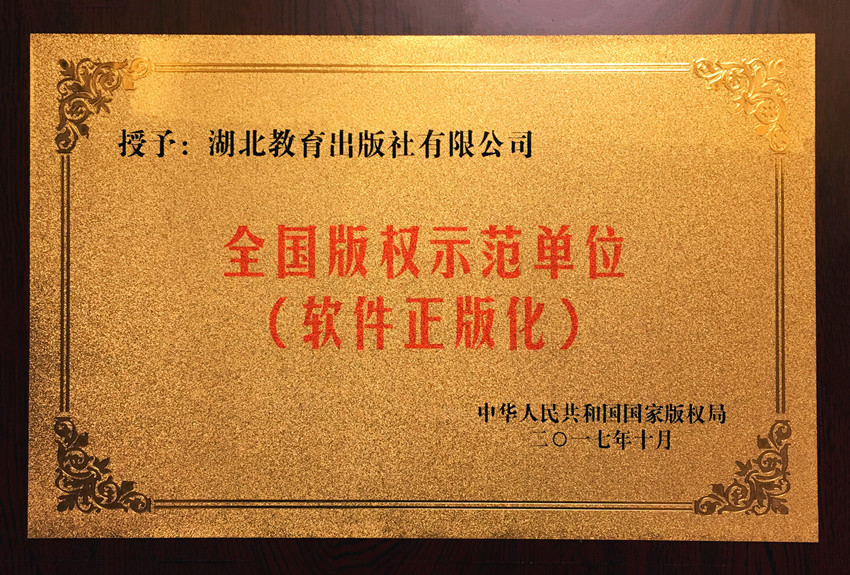 授予：湖北教育出版社有限公司
全国版权示范单位
（软件正版化）
中华人民共和国国家版权局
二〇一七年十月